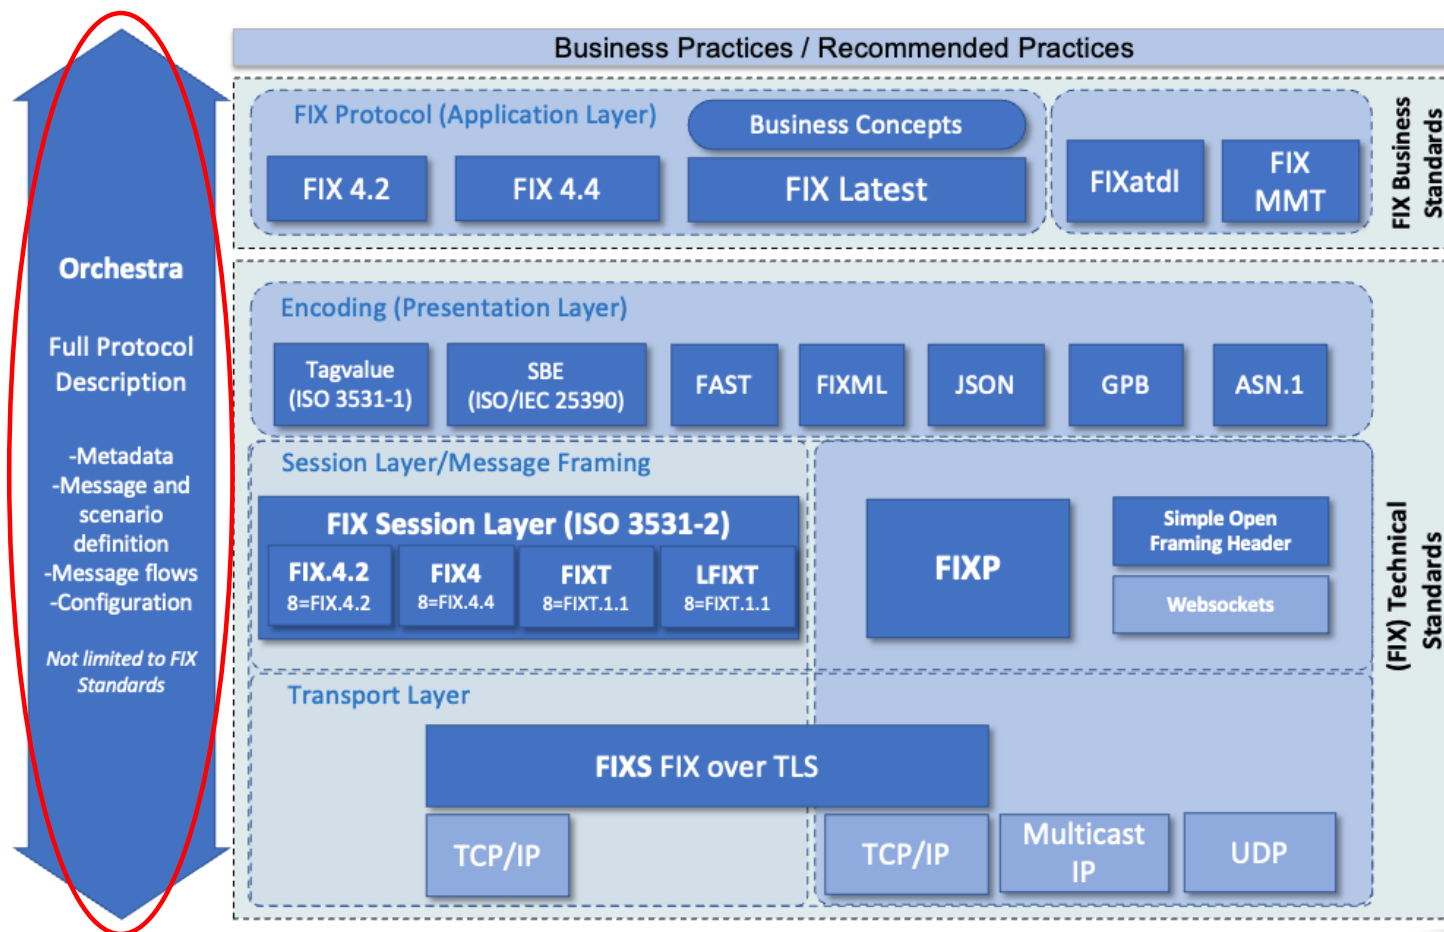 Business Practices / Recommended Practices
Orchestra
Full Protocol
Description
-Metadata
-Message and
scenario
definition
-Message flows
-Configuration
Not limited to FIX
Standards
FIX Protocol (Application Layer)
Business Concepts
FIX 4.2
FIX 4.4
FIX Latest
FIXatdl
FIX
MMT
FIX Business
Standards
Encoding (Presentation Layer)
Tagvalue
(ISO 3531-1)
SBE
(ISO/IEC 25390)
FAST
FIXML
JSON
GPB
ASN.1
Session Layer/Message Framing
FIX Session Layer (ISO 3531-2)
FIX.4.2
8=FIX.4.2
FIX4
8=FIX.4.4
FIXT
8=FIXT.1.1
LFIXT
8=FIXT.1.1
FIXP
Simple Open
Framing Header
Websockets
(FIX) Technical
Standards
Transport Layer
FIXS FIX over TLS
TCP/IP
TCP/IP
Multicast
IP
UDP